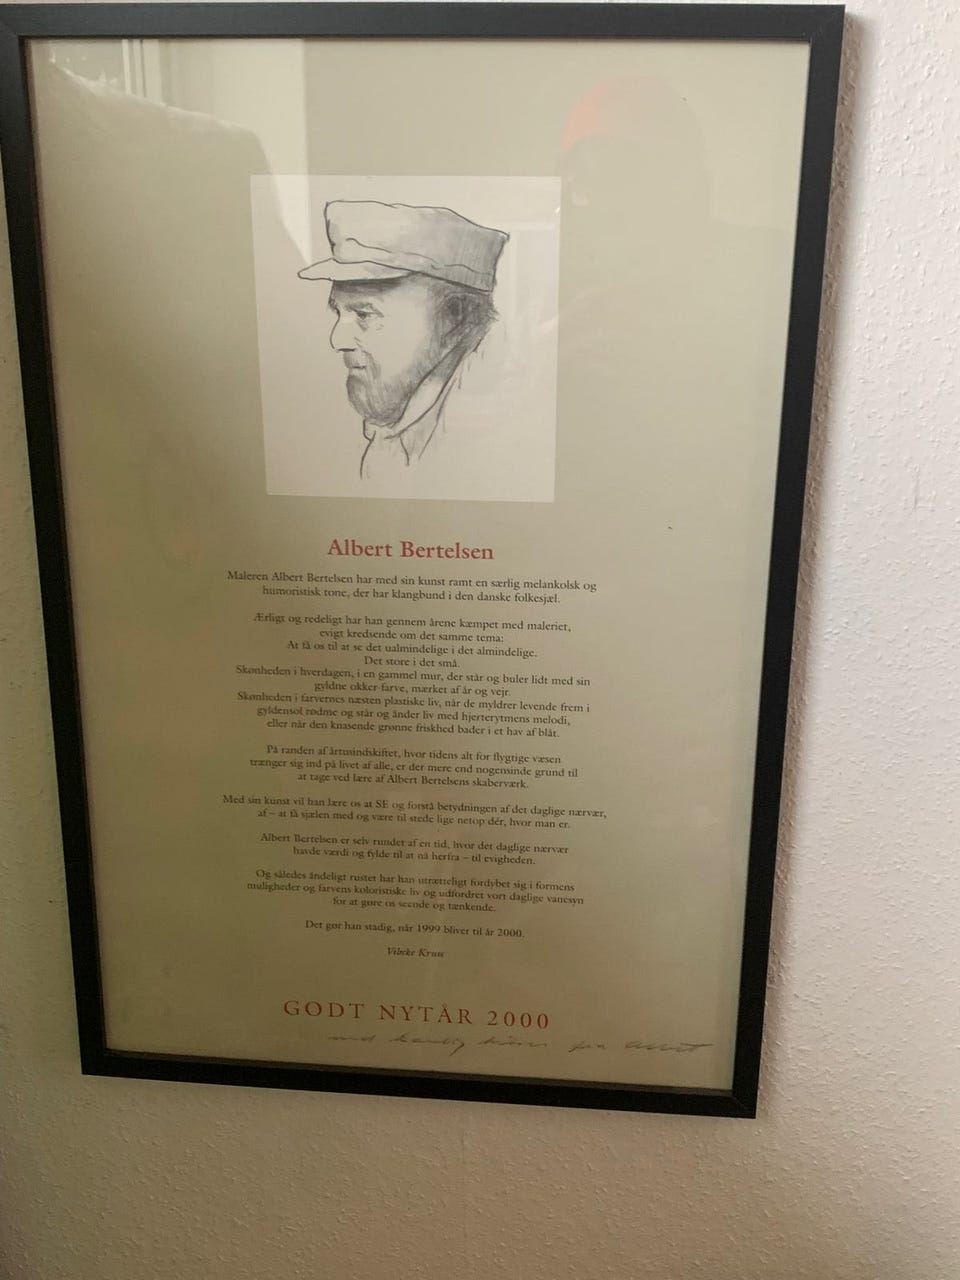 Albert Bertelsen
Maleren Albert Bertelsen har med sin kunst ramt en særlig melankolsk og
humoristisk tone, der har klangbund i den danske folkesjæl.
Ærligt og redeligt har han gennem årene kæmpet med maleriet,
evigt kredsende om det samme tema:
At få os til at se det ualmindelige i det almindelige.
Det store i det små.
Skønheden i hverdagen, i en gammel mur, der står og buler lidt med sin
gyldne okker-farve, mærket af år og vejr.
Skønheden i farvernes næsten plastiske liv, når de myldrer levende frem i
gyldensol rødme og står og ånder liv med hjerterytmens melodi,
eller når den knasende grønne friskhed bader i et hav af blåt.
På randen af årtusindskiftet, hvor tidens alt for flygtige væsen
trænger sig ind på livet af alle, er der mere end nogensinde grund til
at tage ved lære af Albert Bertelsens skaberværk.
Med sin kunst vil han lære os at SE og forstå betydningen af det daglige nærvær,
af – at få sjælen med og være til stede lige netop dér, hvor man er.
Albert Bertelsen er selv rundet af en tid, hvor det daglige nærvær
havde værdi og fylde til at nå herfra – til evigheden.
Og således åndeligt rustet har han utrætteligt fordybet sig i formens
muligheder og farvens koloristiske liv og udfordret vort daglige vanesyn
for at gøre os seende og tænkende.
Det gør han stadig, når 1999 bliver til år 2000.
Vibeke Kruse
GODT NYTÅR 2000
med kærlig hilsen fra Albert